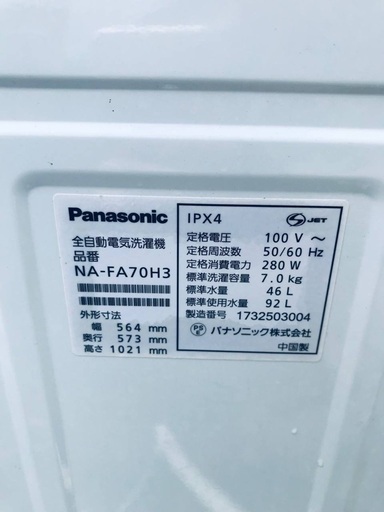 Panasonic
全自動電気洗濯機
品番
NA-FA70H3
外形寸法
幅 564 mm
奥行 573 mm
高さ 1021 mm
IPX4
S JET
定格電圧 100 V ~
定格周波数 50/60 Hz
定格消費電力 280 W
標準洗濯容量 7.0 kg
標準水量 46 L
標準使用水量 92 L
製造番号 1732503004
PS E パナソニック株式会社
中国製